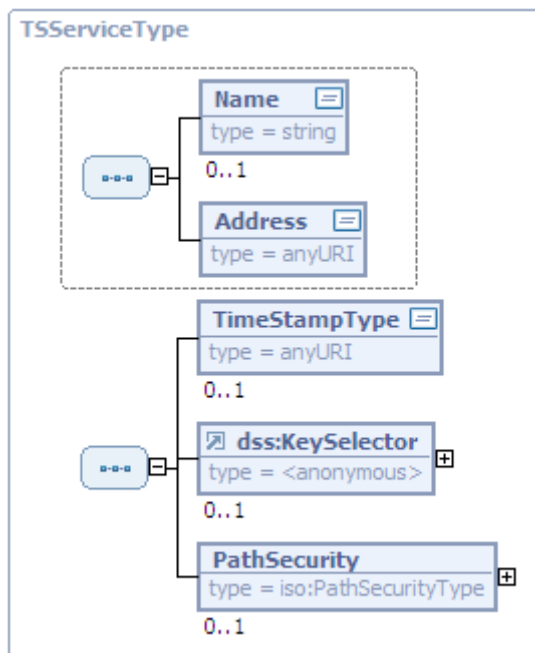 TSServiceType
Name
type = string
0..1
Address
type = anyURI
TimeStampType
type = anyURI
0..1
dss:KeySelector
type = <anonymous>
0..1
PathSecurity
type = iso:PathSecurityType
0..1